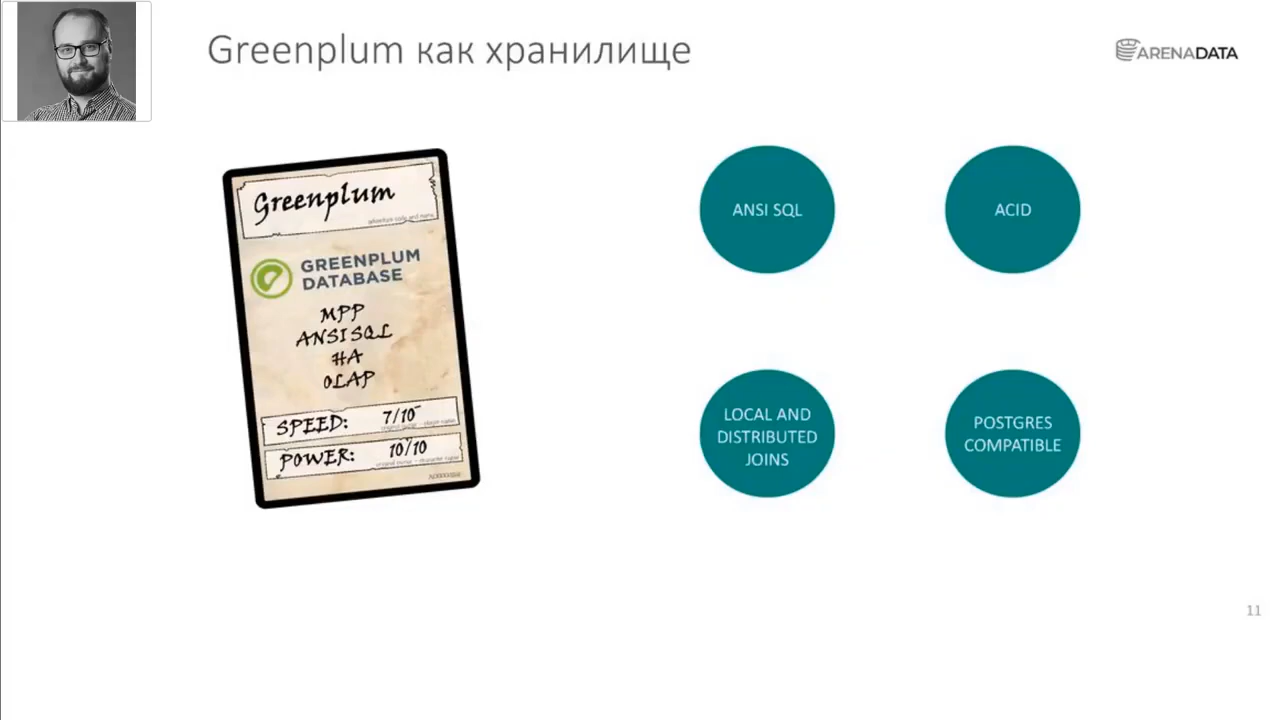 Greenplum как хранилище
ARENADATA
Greenplum
GREENPLUM
DATABASE
MPP
ANSI SQL
HA
OLAP
SPEED: 7/10
POWER: 10/10
ANSI SQL
ACID
LOCAL AND
DISTRIBUTED
JOINS
POSTGRES
COMPATIBLE
11